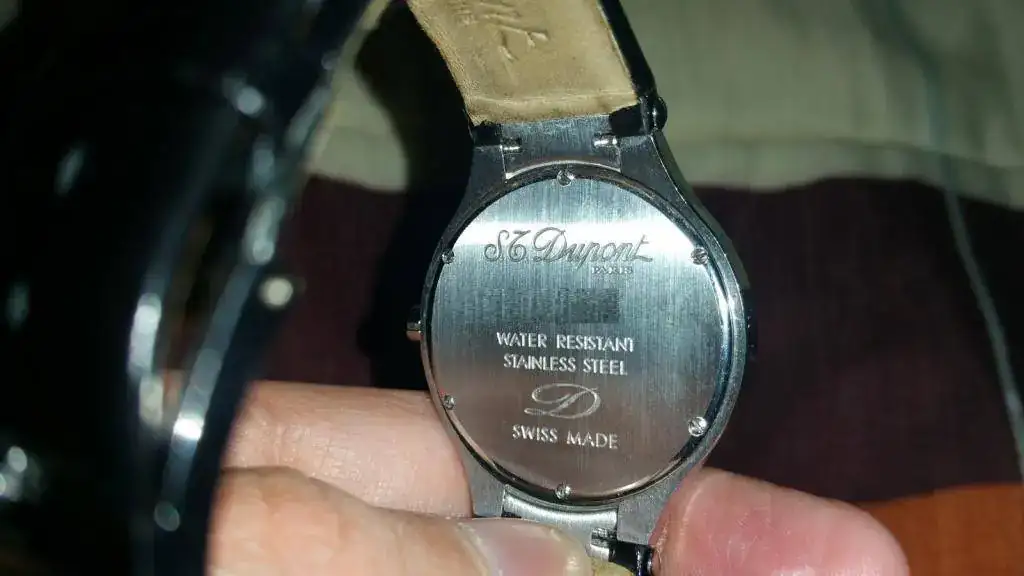 S.T. Dupont
PARIS
WATER RESISTANT
STAINLESS STEEL
D
SWISS MADE